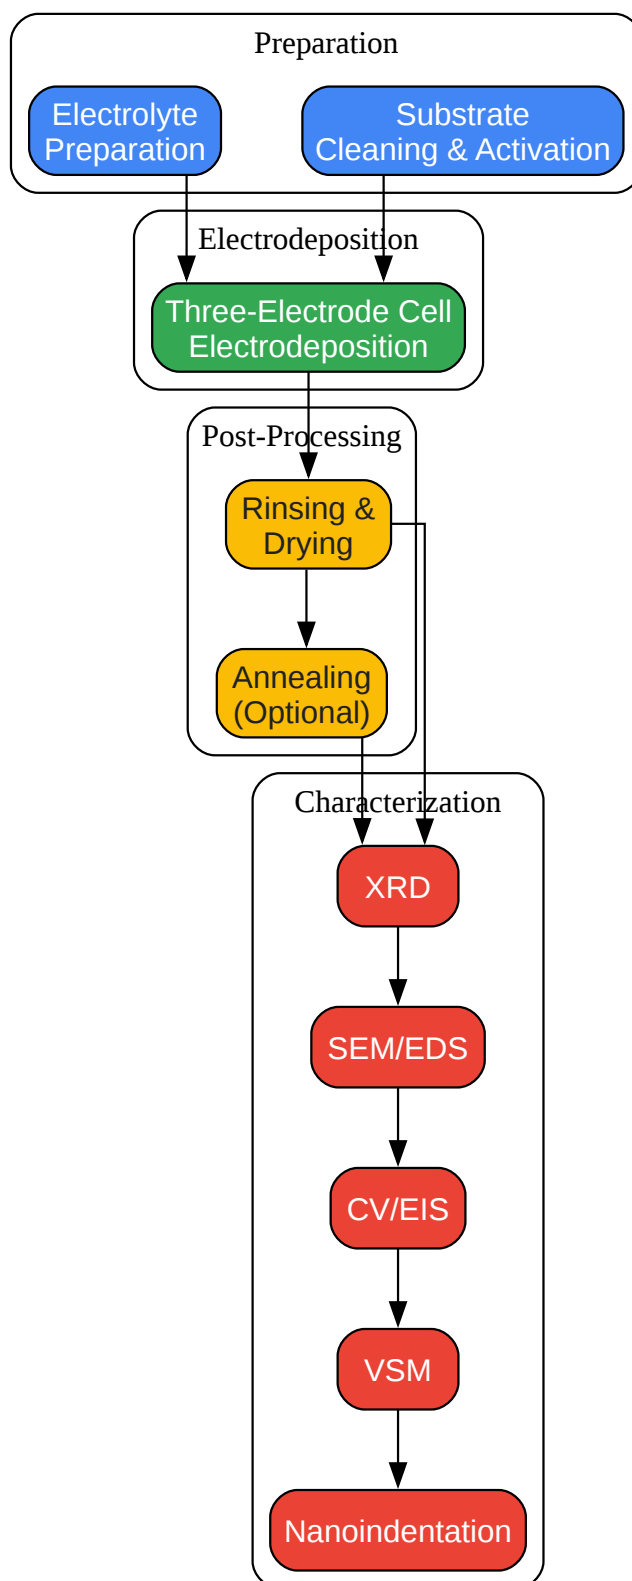 Preparation
Electrolyte
Preparation
Substrate
Cleaning & Activation
Electrodeposition
Three-Electrode Cell
Electrodeposition
Post-Processing
Rinsing &
Drying
Annealing
(Optional)
Characterization
XRD
SEM/EDS
CV/EIS
VSM
Nanoindentation